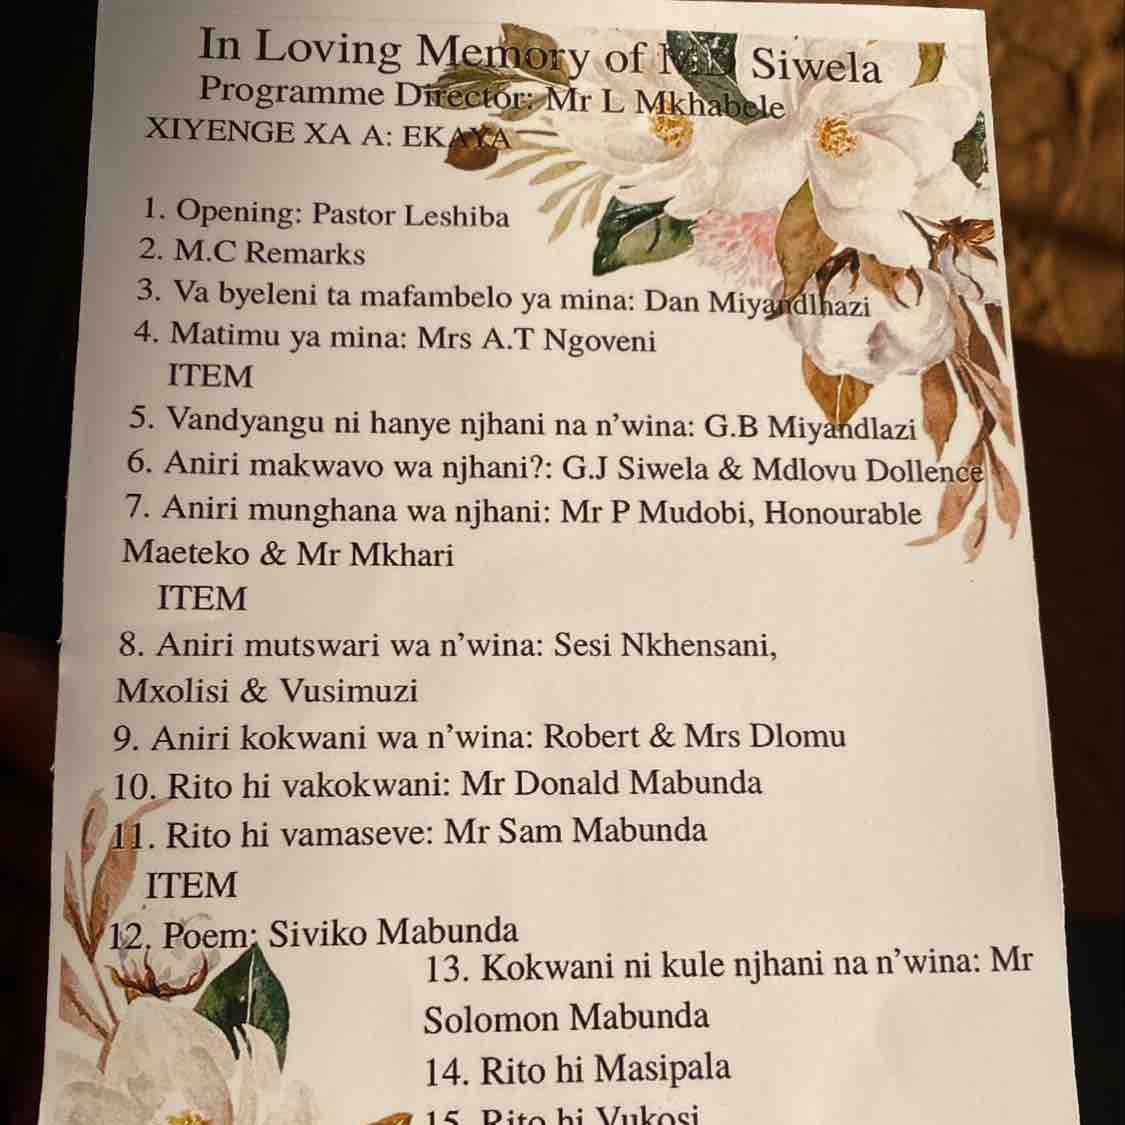 In Loving Memory of MD Siwela
Programme Director: Mr L Mkhabele
XIYENGE XA A: EKAYA
1. Opening: Pastor Leshiba
2. M.C Remarks
3. Va byeleni ta mafambelo ya mina: Dan Miyandlhazi
4. Matimu ya mina: Mrs A.T Ngoveni
ITEM
5. Vandyangu ni hanye njhani na n'wina: G.B Miyandlazi
6. Aniri makwavo wa njhani?: G.J Siwela & Mdlovu Dollence
7. Aniri munghana wa njhani: Mr P Mudobi, Honourable
Maeteko & Mr Mkhari
ITEM
8. Aniri mutswari wa n'wina: Sesi Nkhensani,
Mxolisi & Vusimuzi
9. Aniri kokwani wa n'wina: Robert & Mrs Dlomu
10. Rito hi vakokwani: Mr Donald Mabunda
11. Rito hi vamaseve: Mr Sam Mabunda
ITEM
12. Poem: Siviko Mabunda
13. Kokwani ni kule njhani na n'wina: Mr
Solomon Mabunda
14. Rito hi Masipala
15. Rito hi Vukosi